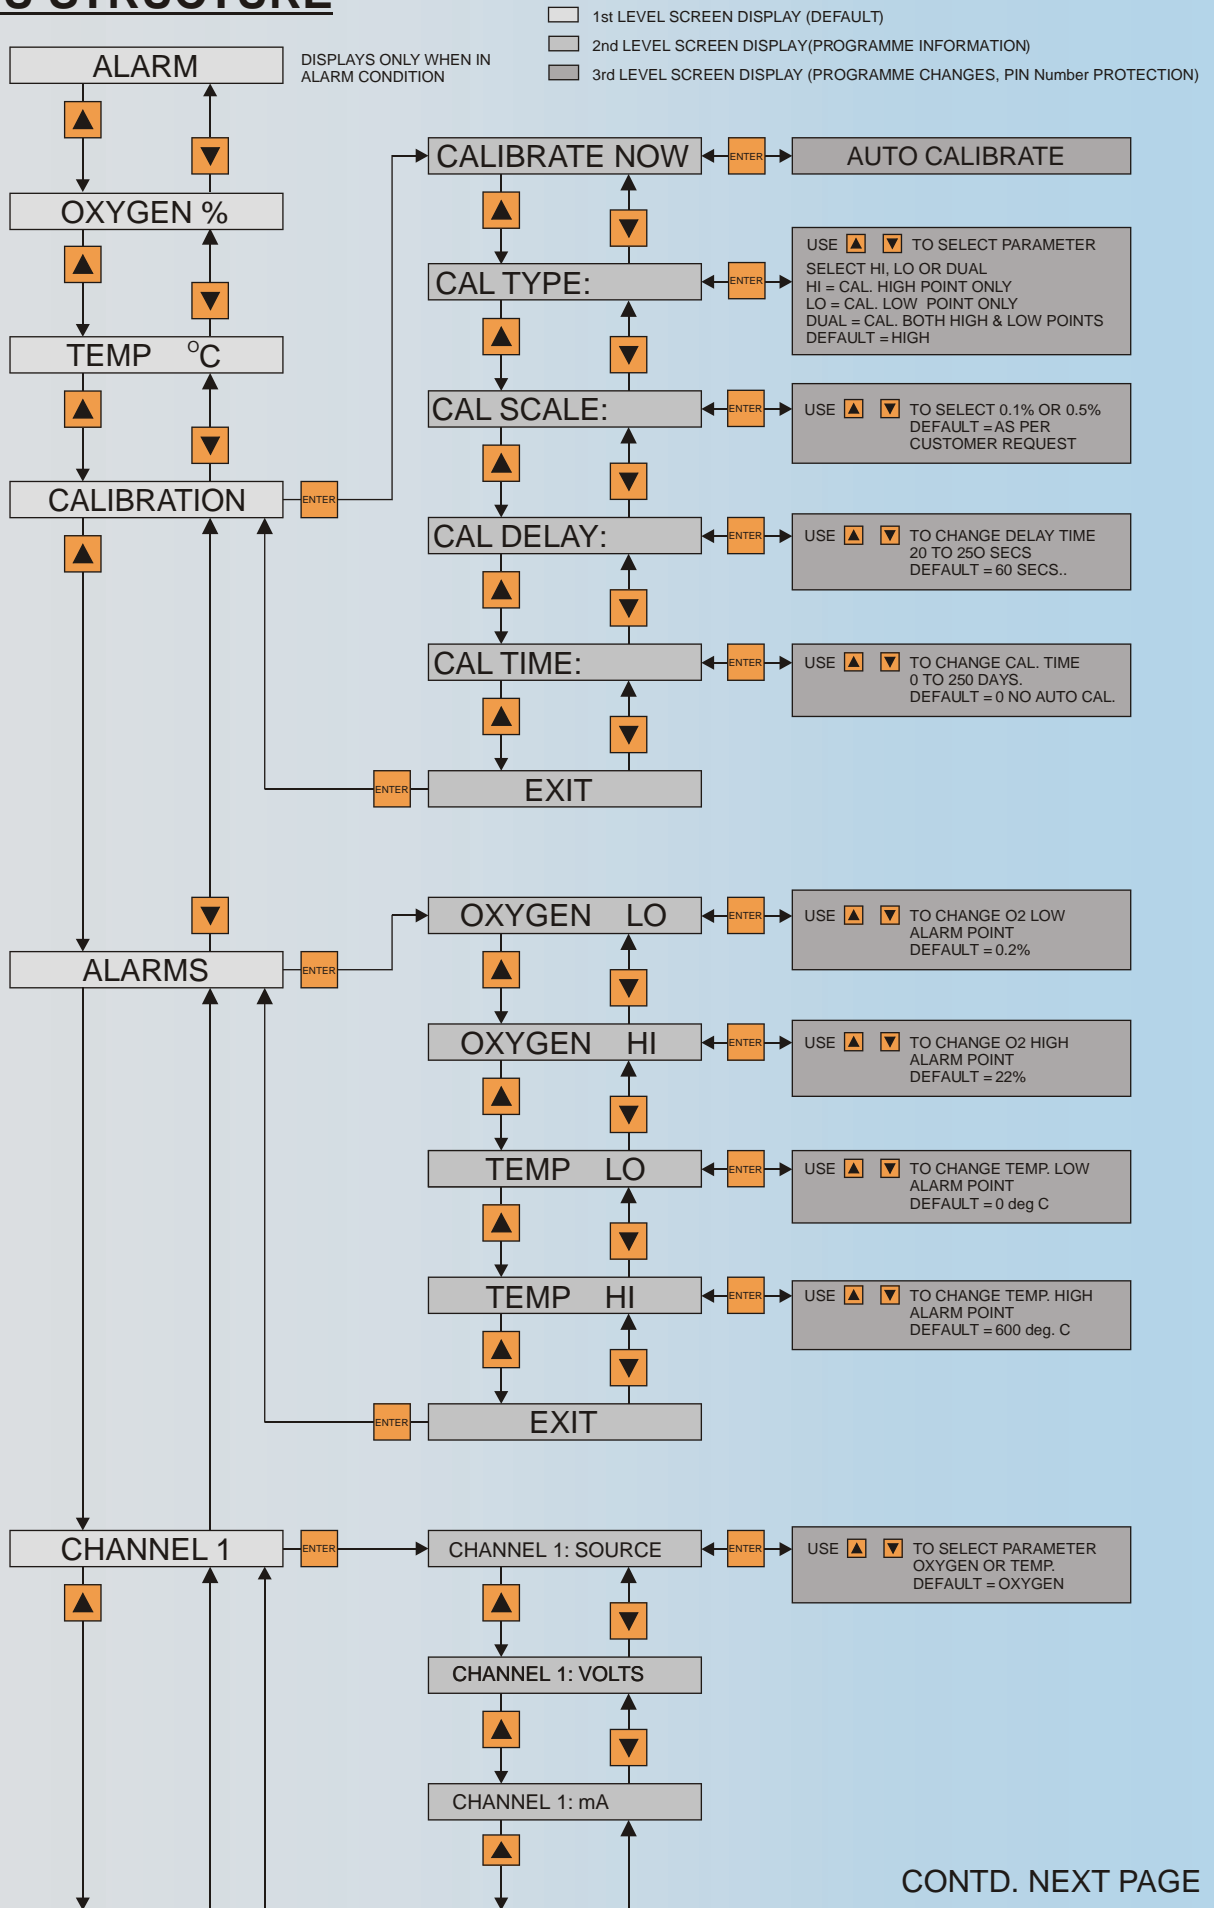 STRUCTURE
1st LEVEL SCREEN DISPLAY (DEFAULT)
2nd LEVEL SCREEN DISPLAY(PROGRAMME INFORMATION)
3rd LEVEL SCREEN DISPLAY (PROGRAMME CHANGES, PIN Number PROTECTION)
ALARM
DISPLAYS ONLY WHEN IN
ALARM CONDITION
OXYGEN %
TEMP °C
CALIBRATION
ENTER
CALIBRATE NOW
ENTER
AUTO CALIBRATE
CAL TYPE:
ENTER
USE TO SELECT PARAMETER
SELECT HI, LO OR DUAL
HI = CAL. HIGH POINT ONLY
LO = CAL. LOW POINT ONLY
DUAL = CAL. BOTH HIGH & LOW POINTS
DEFAULT = HIGH
CAL SCALE:
ENTER
USE TO SELECT 0.1% OR 0.5%
DEFAULT = AS PER
CUSTOMER REQUEST
CAL DELAY:
ENTER
USE TO CHANGE DELAY TIME
20 TO 25O SECS
DEFAULT = 60 SECS..
CAL TIME:
ENTER
USE TO CHANGE CAL. TIME
0 TO 250 DAYS.
DEFAULT = 0 NO AUTO CAL.
ENTER
EXIT
ALARMS
ENTER
OXYGEN LO
ENTER
USE TO CHANGE O2 LOW
ALARM POINT
DEFAULT = 0.2%
OXYGEN HI
ENTER
USE TO CHANGE O2 HIGH
ALARM POINT
DEFAULT = 22%
TEMP LO
ENTER
USE TO CHANGE TEMP. LOW
ALARM POINT
DEFAULT = 0 deg C
TEMP HI
ENTER
USE TO CHANGE TEMP. HIGH
ALARM POINT
DEFAULT = 600 deg. C
ENTER
EXIT
CHANNEL 1
ENTER
CHANNEL 1: SOURCE
ENTER
USE TO SELECT PARAMETER
OXYGEN OR TEMP.
DEFAULT = OXYGEN
CHANNEL 1: VOLTS
CHANNEL 1: mA
CONTD. NEXT PAGE